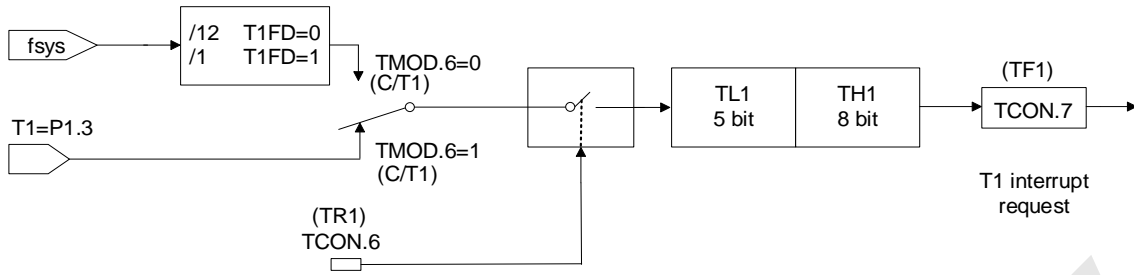 fsys
/12 T1FD=0
/1 T1FD=1
TMOD.6=0
(C/T1)
T1=P1.3
TMOD.6=1
(C/T1)
(TR1)
TCON.6
TL1
5 bit
TH1
8 bit
(TF1)
TCON.7
T1 interrupt
request